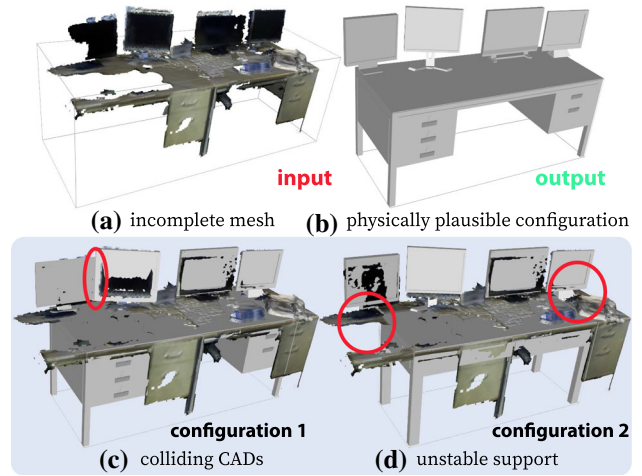 input
output
(a) incomplete mesh
(b) physically plausible configuration
configuration 1
configuration 2
(c) colliding CADs
(d) unstable support